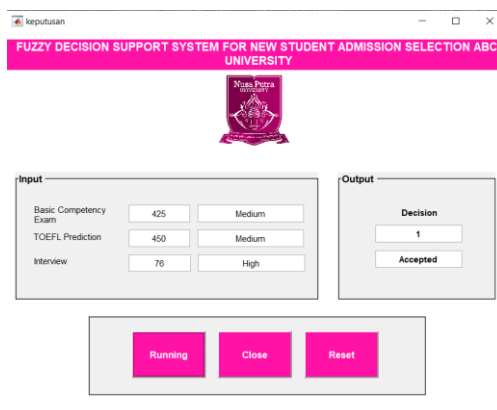 keputusan
FUZZY DECISION SUPPORT SYSTEM FOR NEW STUDENT ADMISSION SELECTION ABC
UNIVERSITY
Nusa Putra
UNIVERSITY
Input
Basic Competency
Exam
425
Medium
TOEFL Prediction
450
Medium
Interview
76
High
Output
Decision
1
Accepted
Running
Close
Reset